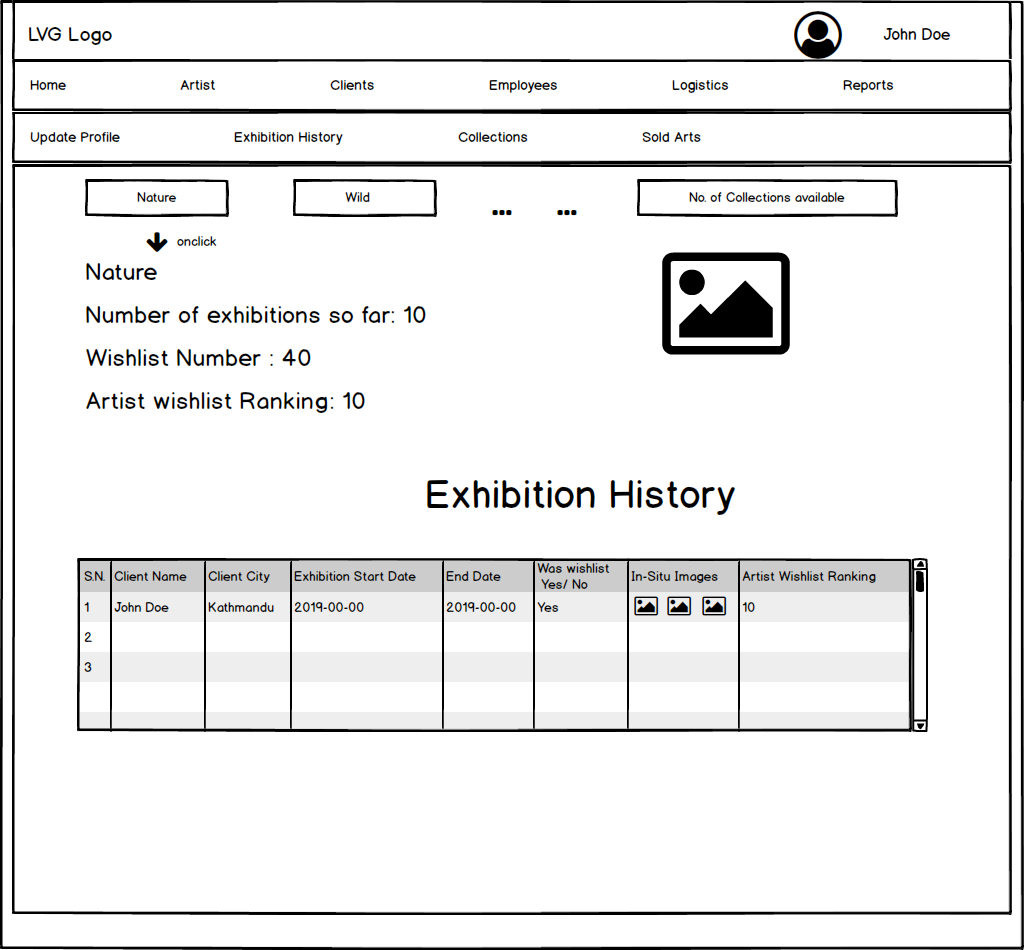 LVG Logo
John Doe
Home Artist Clients Employees Logistics Reports
Update Profile Exhibition History Collections Sold Arts
Nature Wild ... ... No. of Collections available
onclick
Nature
Number of exhibitions so far: 10
Wishlist Number : 40
Artist wishlist Ranking: 10
Exhibition History
S.N. Client Name Client City Exhibition Start Date End Date Was wishlist Yes/ No In-Situ Images Artist Wishlist Ranking
1 John Doe Kathmandu 2019-00-00 2019-00-00 Yes 10
2
3